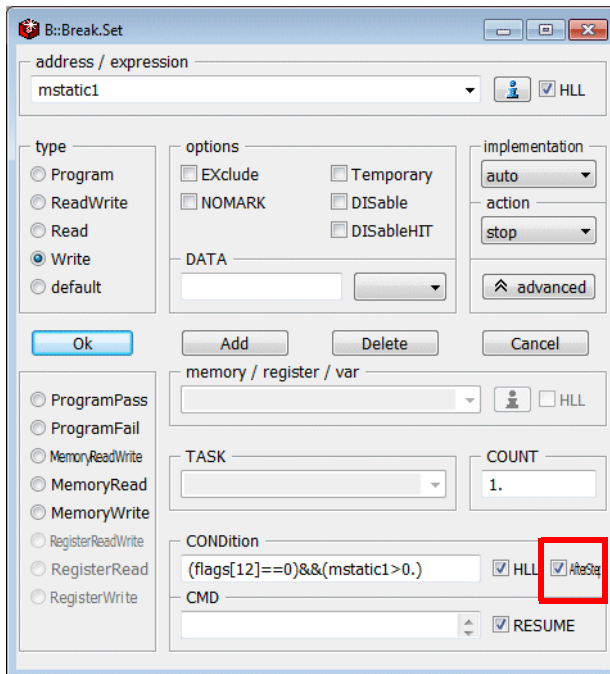 B::Break.Set
address / expression
mstatic1
HLL
type
options
implementation
Program
EXclude
Temporary
auto
ReadWrite
NOMARK
DISable
action
Read
DISableHIT
stop
Write
DATA
default
advanced
Ok
Add
Delete
Cancel
memory / register / var
ProgramPass
HLL
ProgramFail
MemoryReadWrite
TASK
COUNT
MemoryRead
1.
MemoryWrite
RegisterReadWrite
CONDition
RegisterRead
(flags[12]==0)&&(mstatic1>0.)
HLL
AfterStep
RegisterWrite
CMD
RESUME